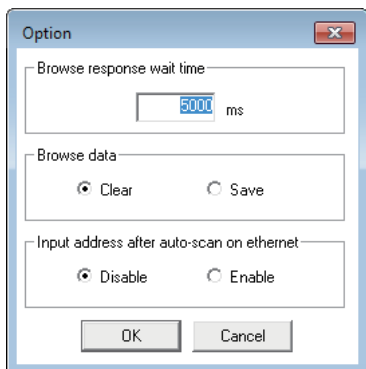 Option
Browse response wait time
5000 ms
Browse data
Clear Save
Input address after auto-scan on ethernet
Disable Enable
OK Cancel